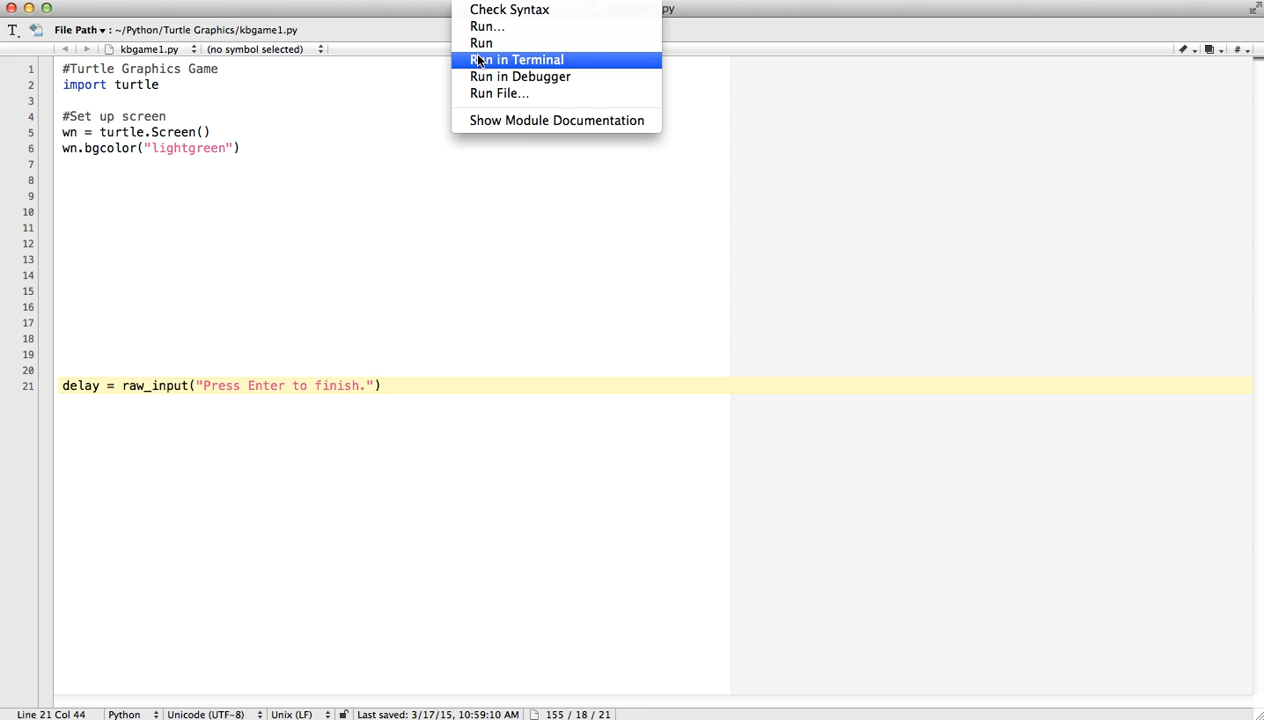 Check Syntax
py
Run...
Run
Run in Terminal
Run in Debugger
Run File...
Show Module Documentation
T.
File Path ▾ : ~/Python/Turtle Graphics/kbgame1.py
kbgame1.py
(no symbol selected)
#
1 #Turtle Graphics Game
2 import turtle
3
4 #Set up screen
5 wn = turtle.Screen()
6 wn.bgcolor("lightgreen")
7
8
9
10
11
12
13
14
15
16
17
18
19
20
21 delay = raw_input("Press Enter to finish.")
Line 21 Col 44 Python Unicode (UTF-8) Unix (LF) Last saved: 3/17/15, 10:59:10 AM 155 / 18 / 21